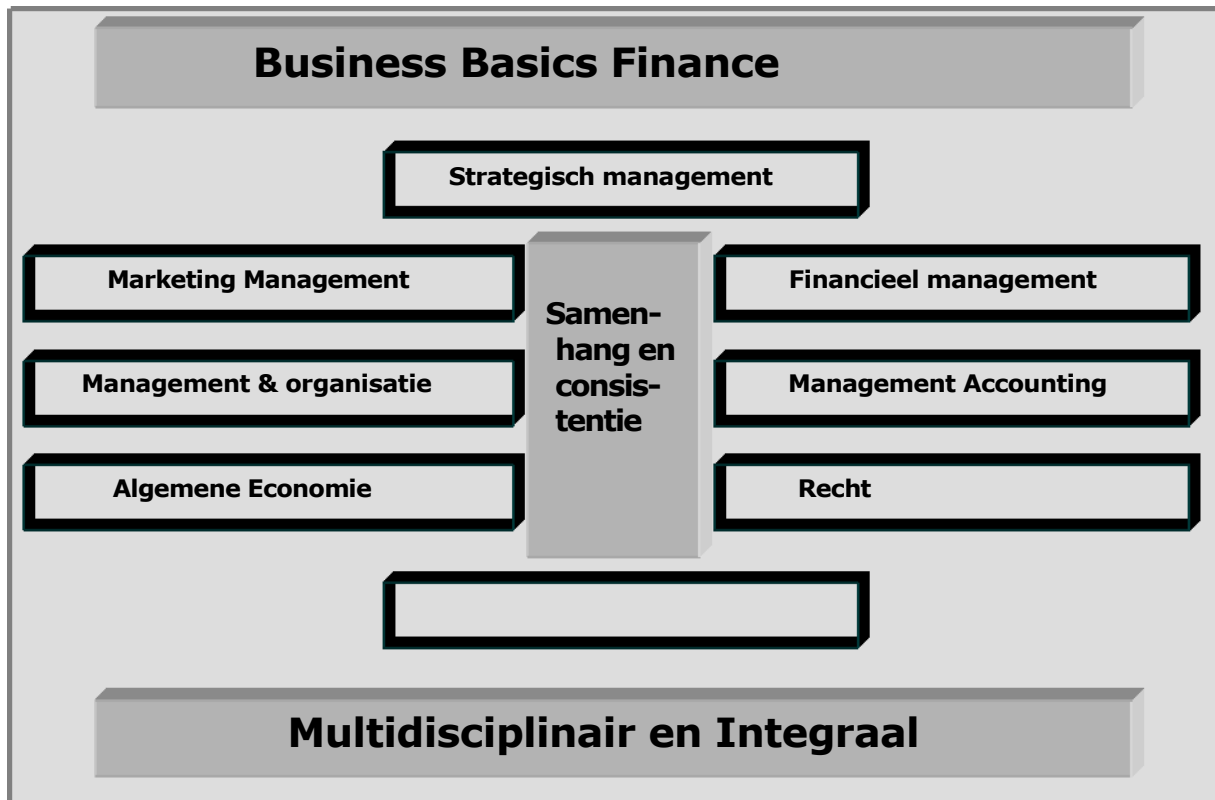 Business Basics Finance
Strategisch management
Marketing Management
Financieel management
Samen-
hang en
consis-
tentie
Management & organisatie
Management Accounting
Algemene Economie
Recht
Multidisciplinair en Integraal